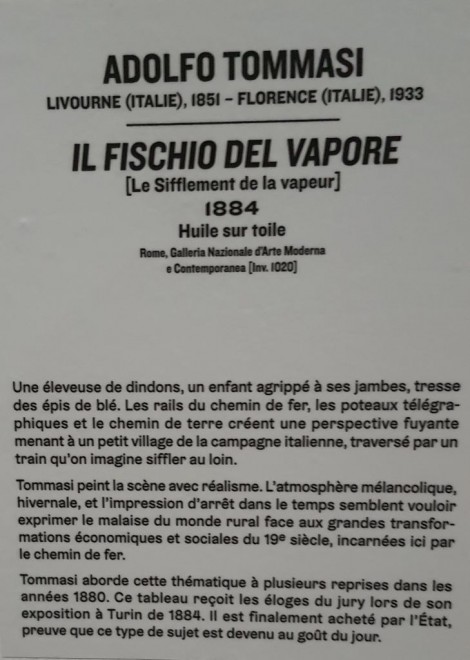 ADOLFO TOMMASI
LIVOURNE (ITALIE), 1851 – FLORENCE (ITALIE), 1933
IL FISCHIO DEL VAPORE
[Le Sifflement de la vapeur]
1884
Huile sur toile
Rome, Galleria Nazionale d'Arte Moderna
e Contemporanea [Inv. 1020]
Une éleveuse de dindons, un enfant agrippé à ses jambes, tresse
des épis de blé. Les rails du chemin de fer, les poteaux télégra-
phiques et le chemin de terre créent une perspective fuyante
menant à un petit village de la campagne italienne, traversé par un
train qu'on imagine siffler au loin.
Tommasi peint la scène avec réalisme. L'atmosphère mélancolique,
hivernale, et l'impression d'arrêt dans le temps semblent vouloir
exprimer le malaise du monde rural face aux grandes transfor-
mations économiques et sociales du 19e siècle, incarnées ici par
le chemin de fer.
Tommasi aborde cette thématique à plusieurs reprises dans les
années 1880. Ce tableau reçoit les éloges du jury lors de son
exposition à Turin de 1884. Il est finalement acheté par l'État,
preuve que ce type de sujet est devenu au goût du jour.